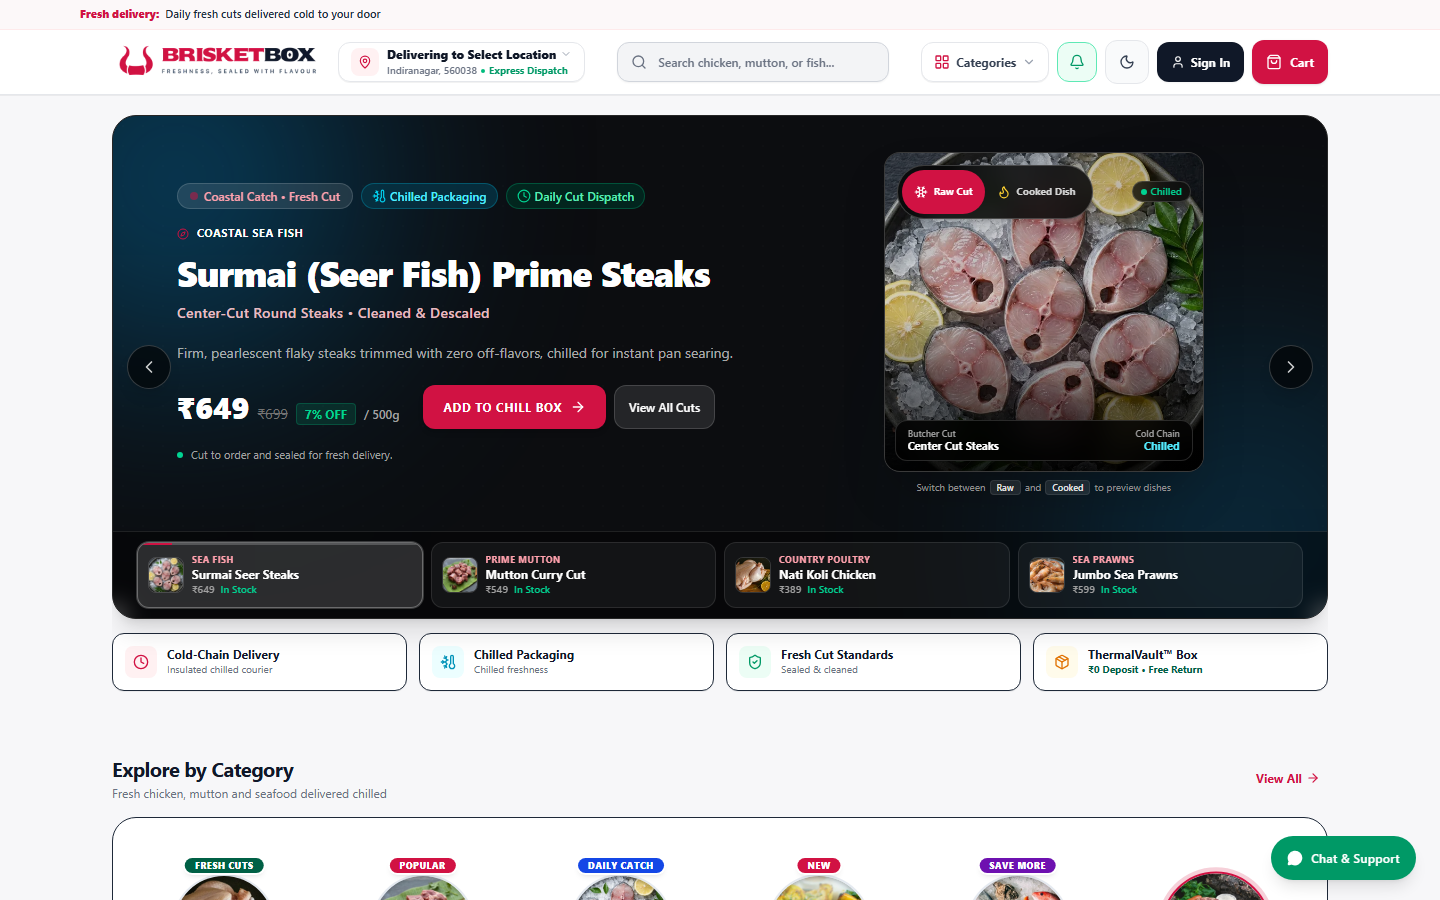 Fresh delivery: Daily fresh cuts delivered cold to your door
BRISKETBOX
FRESHNESS, SEALED WITH FLAVOUR
Delivering to Select Location
Indiranagar, 560038 • Express Dispatch
Search chicken, mutton, or fish...
Categories
Sign In
Cart
Coastal Catch • Fresh Cut
Chilled Packaging
Daily Cut Dispatch
COASTAL SEA FISH
Surmai (Seer Fish) Prime Steaks
Center-Cut Round Steaks • Cleaned & Descaled
Firm, pearlescent flaky steaks trimmed with zero off-flavors, chilled for instant pan searing.
₹649 ₹699 7% OFF / 500g
ADD TO CHILL BOX
View All Cuts
Cut to order and sealed for fresh delivery.
Raw Cut
Cooked Dish
Chilled
Butcher Cut
Center Cut Steaks
Cold Chain
Chilled
Switch between Raw and Cooked to preview dishes
SEA FISH
Surmai Seer Steaks
₹649 In Stock
PRIME MUTTON
Mutton Curry Cut
₹549 In Stock
COUNTRY POULTRY
Nati Koli Chicken
₹389 In Stock
SEA PRAWNS
Jumbo Sea Prawns
₹599 In Stock
Cold-Chain Delivery
Insulated chilled courier
Chilled Packaging
Chilled freshness
Fresh Cut Standards
Sealed & cleaned
ThermalVault™ Box
₹0 Deposit • Free Return
Explore by Category
Fresh chicken, mutton and seafood delivered chilled
View All
FRESH CUTS
POPULAR
DAILY CATCH
NEW
SAVE MORE
Chat & Support